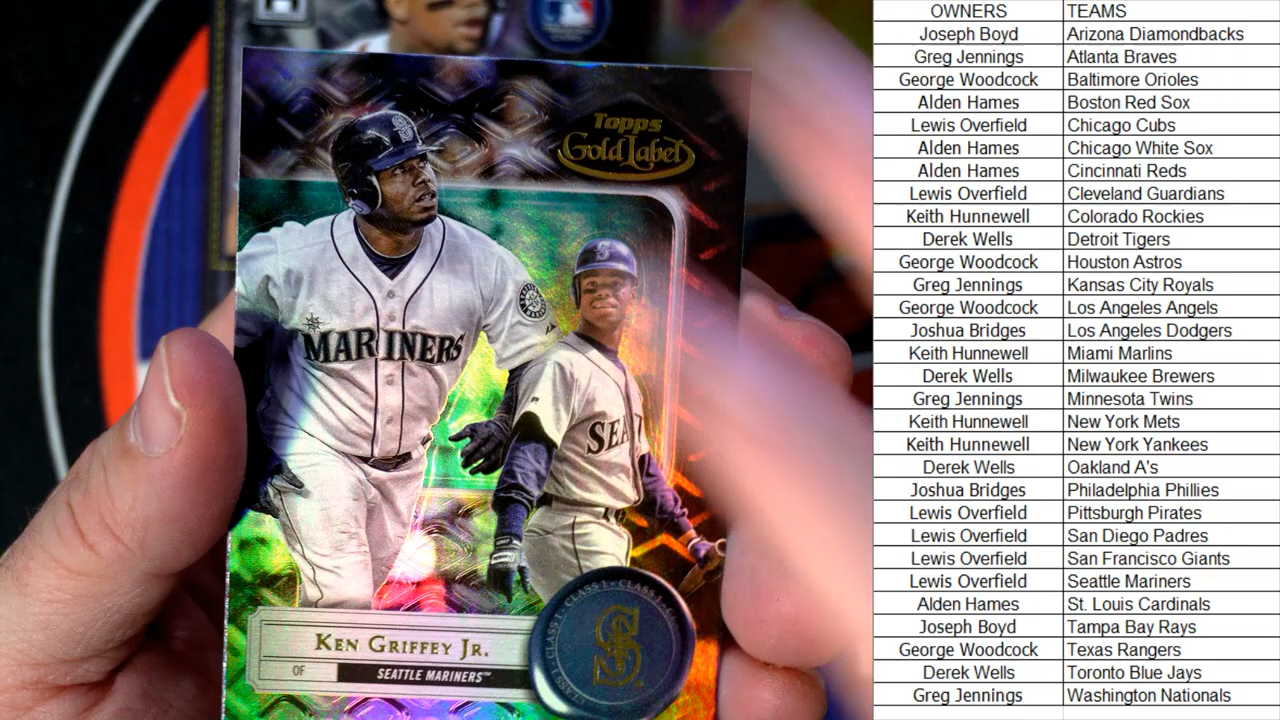 Topps
Gold Label
S
MARINERS
SEA
KEN GRIFFEY JR.
OF
SEATTLE MARINERS™
CLASS 1 · CLASS 1 · CLASS 1
S
OWNERS TEAMS
Joseph Boyd Arizona Diamondbacks
Greg Jennings Atlanta Braves
George Woodcock Baltimore Orioles
Alden Hames Boston Red Sox
Lewis Overfield Chicago Cubs
Alden Hames Chicago White Sox
Alden Hames Cincinnati Reds
Lewis Overfield Cleveland Guardians
Keith Hunnewell Colorado Rockies
Derek Wells Detroit Tigers
George Woodcock Houston Astros
Greg Jennings Kansas City Royals
George Woodcock Los Angeles Angels
Joshua Bridges Los Angeles Dodgers
Keith Hunnewell Miami Marlins
Derek Wells Milwaukee Brewers
Greg Jennings Minnesota Twins
Keith Hunnewell New York Mets
Keith Hunnewell New York Yankees
Derek Wells Oakland A's
Joshua Bridges Philadelphia Phillies
Lewis Overfield Pittsburgh Pirates
Lewis Overfield San Diego Padres
Lewis Overfield San Francisco Giants
Lewis Overfield Seattle Mariners
Alden Hames St. Louis Cardinals
Joseph Boyd Tampa Bay Rays
George Woodcock Texas Rangers
Derek Wells Toronto Blue Jays
Greg Jennings Washington Nationals